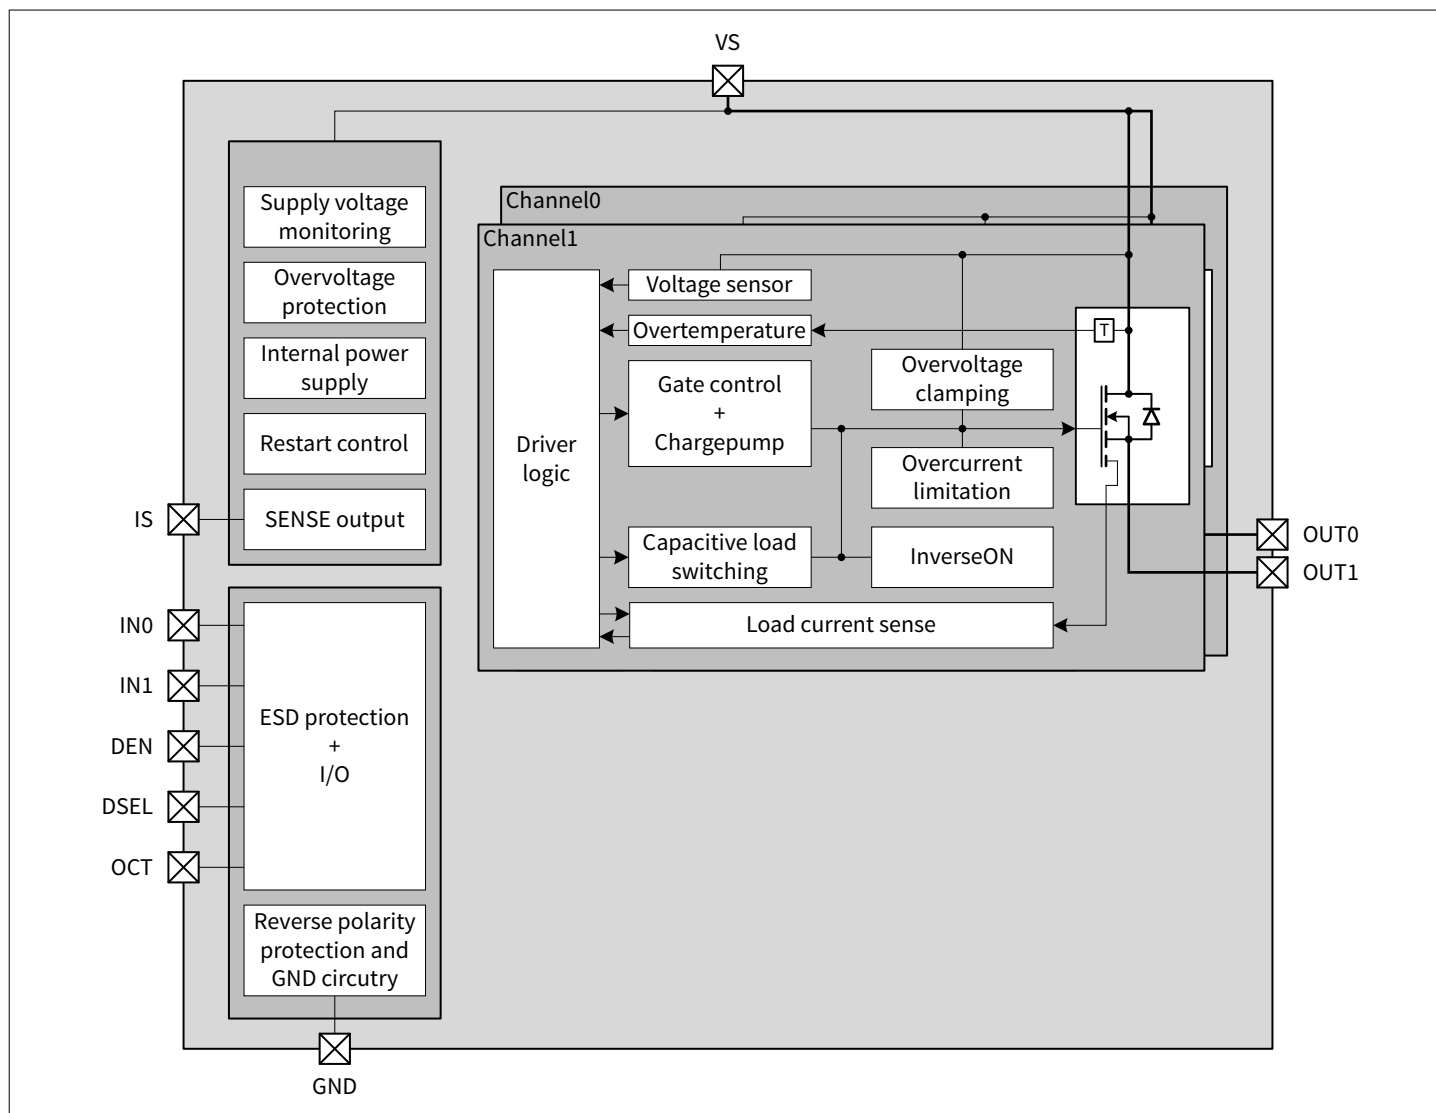 VS
Channel0
Supply voltage
monitoring
Channel1
Overvoltage
protection
Voltage sensor
Overtemperature
T
Internal power
supply
Gate control
+
Chargepump
Overvoltage
clamping
Restart control
Driver
logic
Overcurrent
limitation
IS
SENSE output
Capacitive load
switching
InverseON
OUT0
OUT1
IN0
Load current sense
IN1
ESD protection
+
I/O
DEN
DSEL
OCT
Reverse polarity
protection and
GND circutry
GND